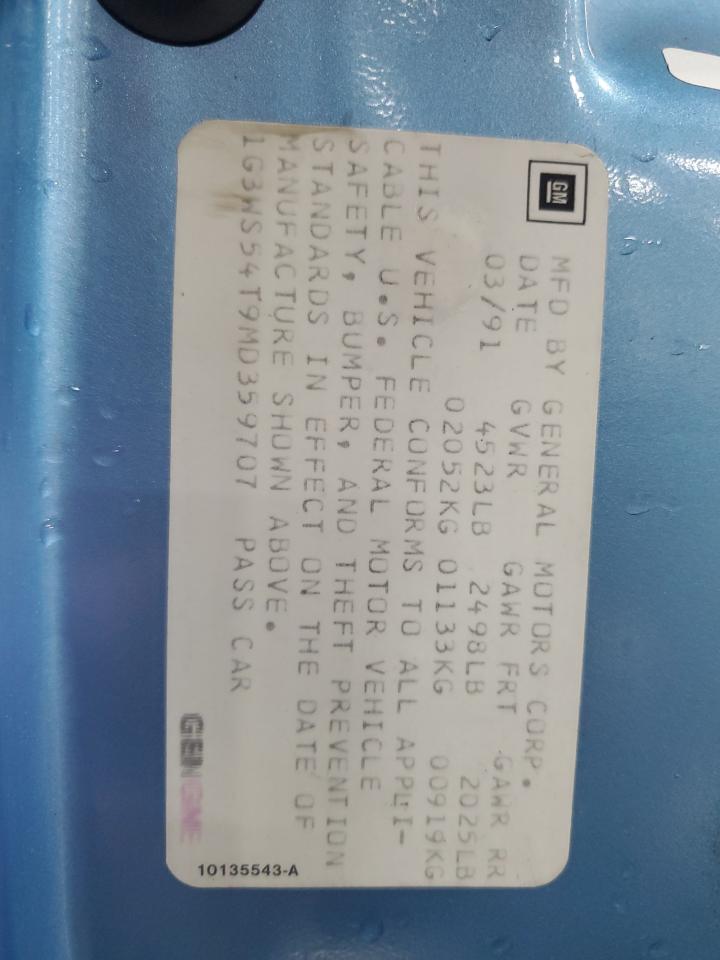 GM
MFD BY GENERAL MOTORS CORP.
DATE GVWR GAWR FRT GAWR RR
03/91 4523LB 2498LB 2025LB
02052KG 01133KG 00919KG
THIS VEHICLE CONFORMS TO ALL APPLI-
CABLE U.S. FEDERAL MOTOR VEHICLE
SAFETY, BUMPER, AND THEFT PREVENTION
STANDARDS IN EFFECT ON THE DATE OF
MANUFACTURE SHOWN ABOVE.
1G3WS54T9MD359707 PASS CAR
10135543-A